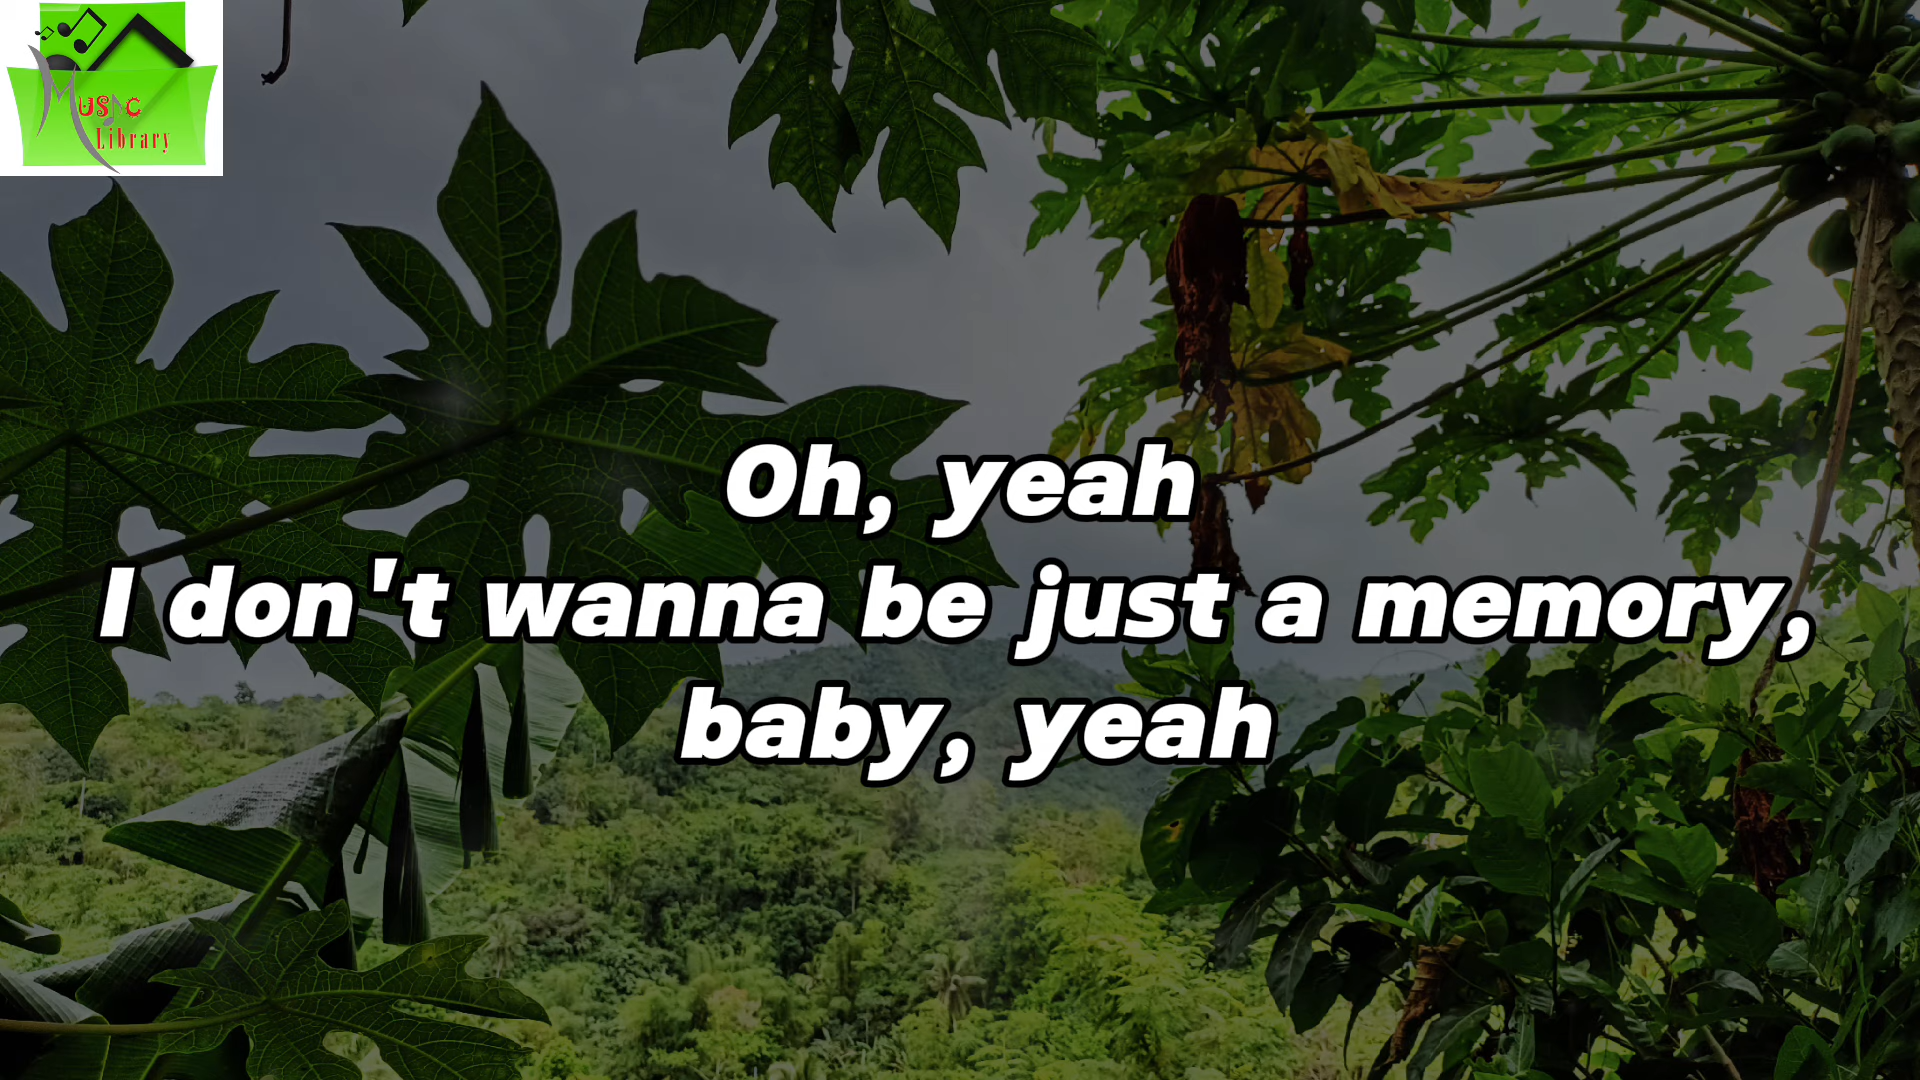 Music
Library
Oh, yeah
I don't wanna be just a memory,
baby, yeah